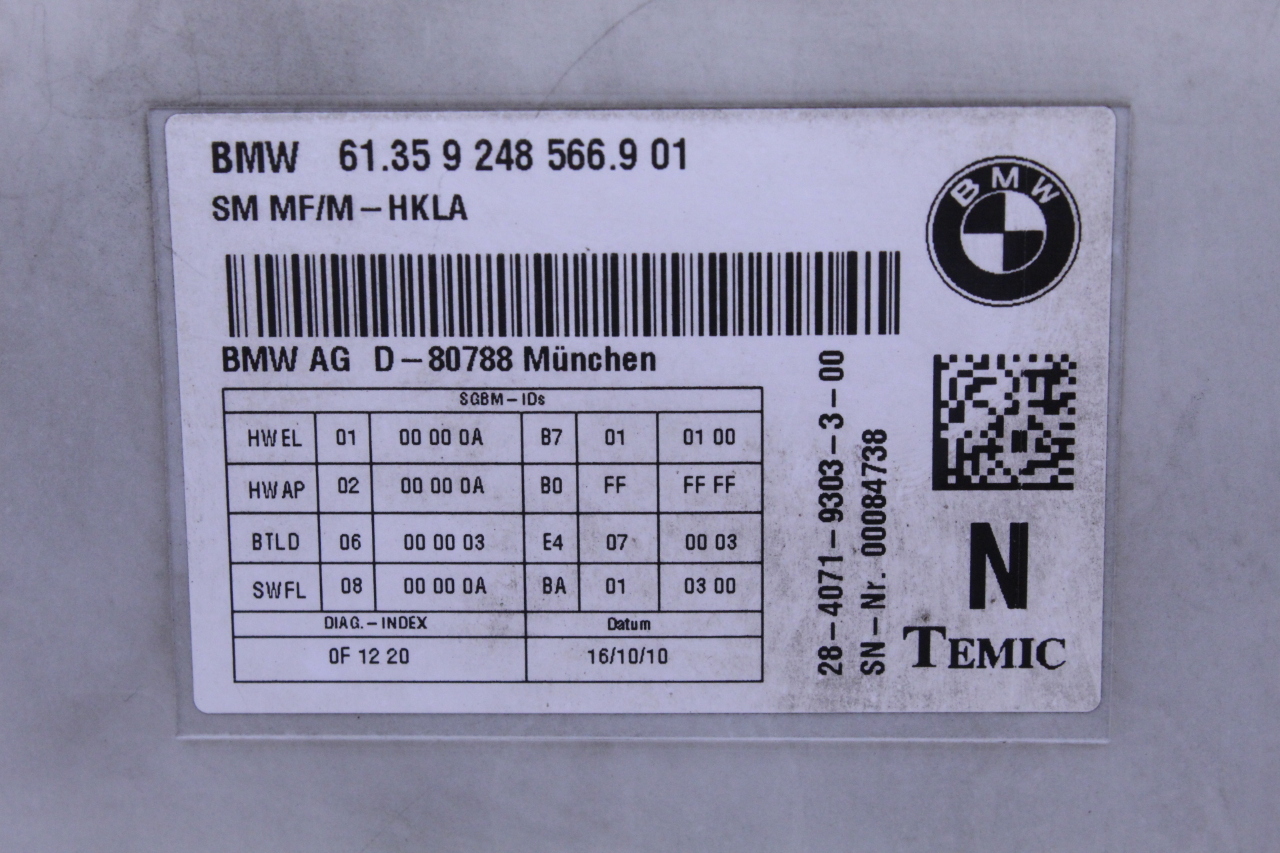 BMW 61.35 9 248 566.9 01
SM MF/M-HKLA
BMW
BMW AG D-80788 München
SGBM-IDs
HWEL 01 00 00 0A B7 01 01 00
HWAP 02 00 00 0A B0 FF FF FF
BTLD 06 00 00 03 E4 07 00 03
SWFL 08 00 00 0A BA 01 03 00
DIAG.-INDEX Datum
0F 12 20 16/10/10
28-4071-9303-3-00
SN-Nr. 00084738
N
TEMIC